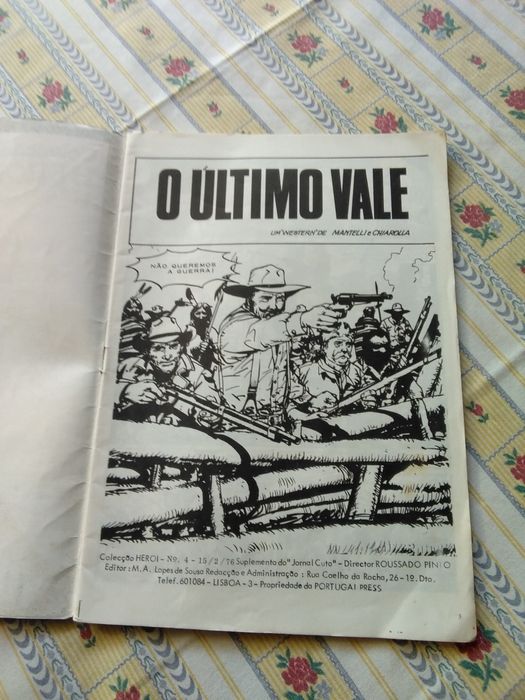 O ÚLTIMO VALE
UM "WESTERN" DE MANTELLI e CHIAROLLA
NÃO QUEREMOS
A GUERRA!
Colecção HEROI - Nº. 4 - 15/2/76 Suplemento do "Jornal Cuto" - Director ROUSSADO PINTO
Editor: M.A. Lopes de Sousa Redacção e Administração : Rua Coelho da Rocha, 26 - 1º. Dto.
Telef. 601084 - LISBOA - 3 - Propriedade da PORTUGAL PRESS